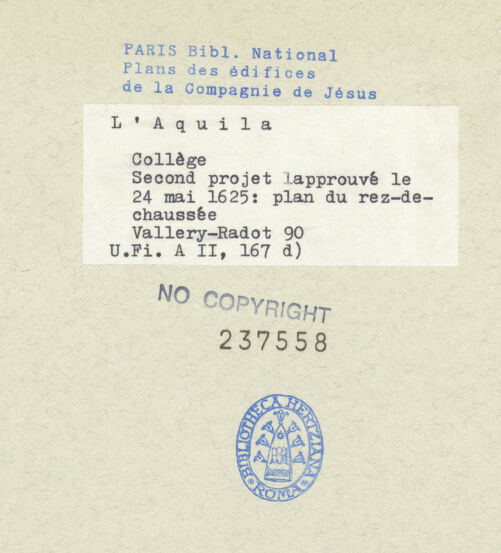 PARIS Bibl. National
Plans des édifices
de la Compagnie de Jésus
L'Aquila
Collège
Second projet lapprouvé le
24 mai 1625: plan du rez-de-
chaussée
Vallery-Radot 90
U.Fi. A II, 167 d)
NO COPYRIGHT
237558
BIBLIOTHECA HERTZIANA
ROMA